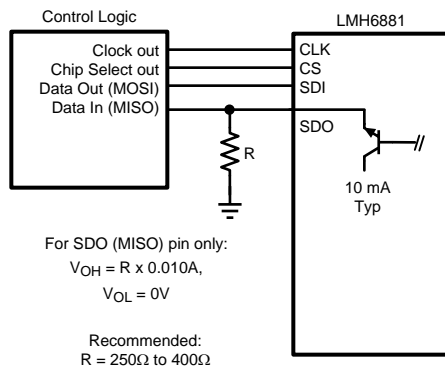 Control Logic
LMH6881
Clock out
Chip Select out
Data Out (MOSI)
Data In (MISO)
CLK
CS
SDI
SDO
R
10 mA
Typ
For SDO (MISO) pin only:
VOH = R x 0.010A,
VOL = 0V
Recommended:
R = 250Ω to 400Ω